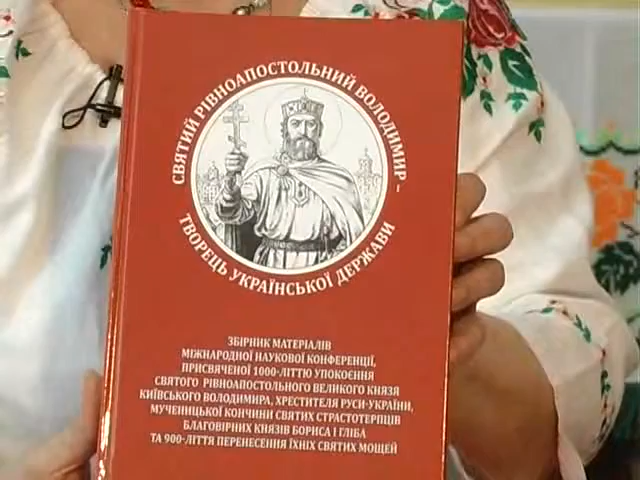 СВЯТИЙ РІВНОАПОСТОЛЬНИЙ ВОЛОДИМИР –
ТВОРЕЦЬ УКРАЇНСЬКОЇ ДЕРЖАВИ
ЗБІРНИК МАТЕРІАЛІВ
МІЖНАРОДНОЇ НАУКОВОЇ КОНФЕРЕНЦІЇ,
ПРИСВЯЧЕНОЇ 1000-ЛІТТЮ УПОКОЄННЯ
СВЯТОГО РІВНОАПОСТОЛЬНОГО ВЕЛИКОГО КНЯЗЯ
КИЇВСЬКОГО ВОЛОДИМИРА, ХРЕСТИТЕЛЯ РУСИ-УКРАЇНИ,
МУЧЕНИЦЬКОЇ КОНЧИНИ СВЯТИХ СТРАСТОТЕРПЦІВ
БЛАГОВІРНИХ КНЯЗІВ БОРИСА І ГЛІБА
ТА 900-ЛІТТЯ ПЕРЕНЕСЕННЯ ЇХНІХ СВЯТИХ МОЩЕЙ